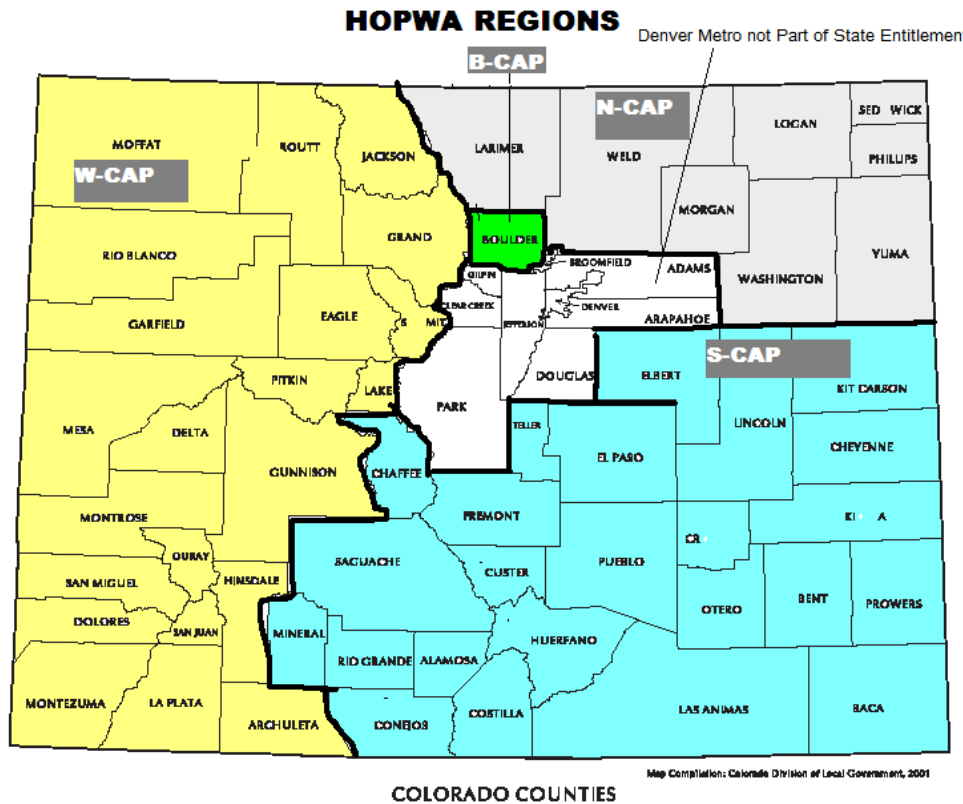 HOPWA REGIONS
Denver Metro not Part of State Entitlement
B-CAP
N-CAP
W-CAP
S-CAP
MOFFAT
ROUTT
JACKSON
LARIMER
WELD
LOGAN
SED WICK
PHILLIPS
MORGAN
GRAND
BOULDER
RIO BLANCO
BROOMFIELD
ADAMS
WASHINGTON
YUMA
GILPIN
CLEAR CREEK
DENVER
GARFIELD
EAGLE
S MIT
JEFFERSON
ARAPAHOE
PITKIN
LAKE
DOUGLAS
ELBERT
KIT CARSON
PARK
MESA
DELTA
TELLER
LINCOLN
CHEYENNE
GUNNISON
CHAFFEE
EL PASO
MONTROSE
FREMONT
KI A
OURAY
CR
SAGUACHE
PUEBLO
SAN MIGUEL
HINSDALE
CUSTER
BENT
PROWERS
OTERO
DOLORES
SAN JUAN
MINERAL
HUERFANO
RIO GRANDE
ALAMOSA
MONTEZUMA
LA PLATA
ARCHULETA
CONEJOS
COSTILLA
LAS ANIMAS
BACA
Map Compilation: Colorado Division of Local Government, 2001
COLORADO COUNTIES